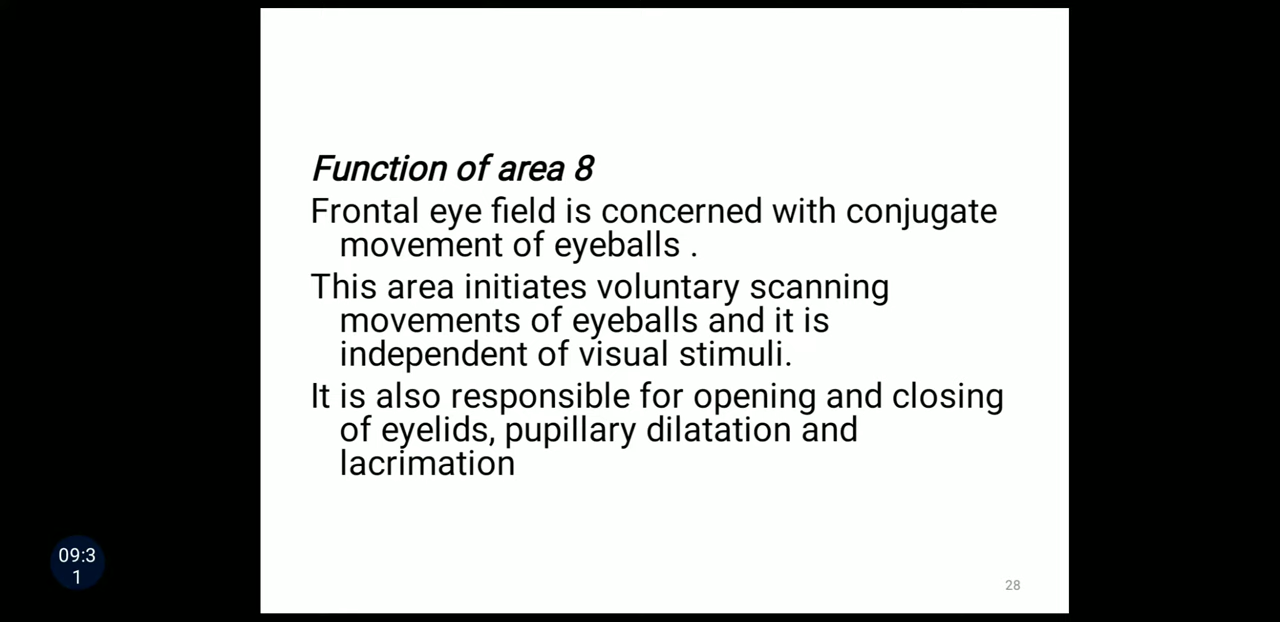 Function of area 8
Frontal eye field is concerned with conjugate
movement of eyeballs .
This area initiates voluntary scanning
movements of eyeballs and it is
independent of visual stimuli.
It is also responsible for opening and closing
of eyelids, pupillary dilatation and
lacrimation
09:3
1
28